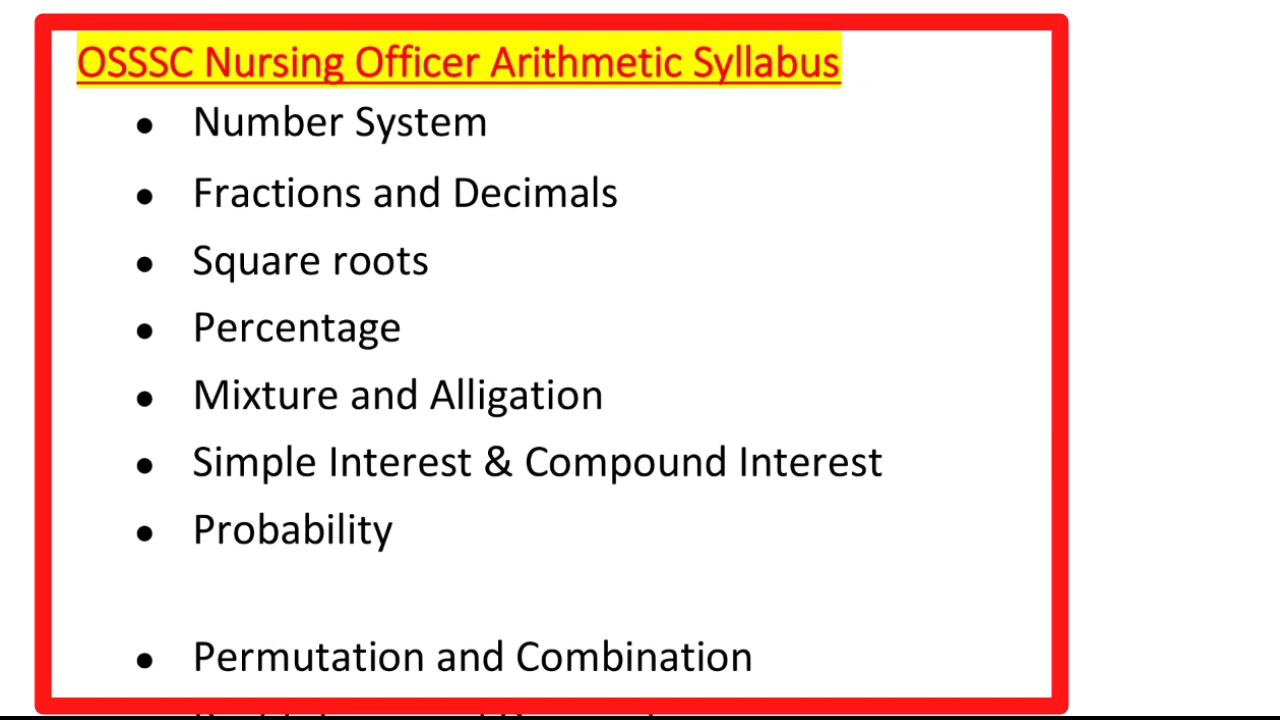 OSSSC Nursing Officer Arithmetic Syllabus
• Number System
• Fractions and Decimals
• Square roots
• Percentage
• Mixture and Alligation
• Simple Interest & Compound Interest
• Probability
• Permutation and Combination